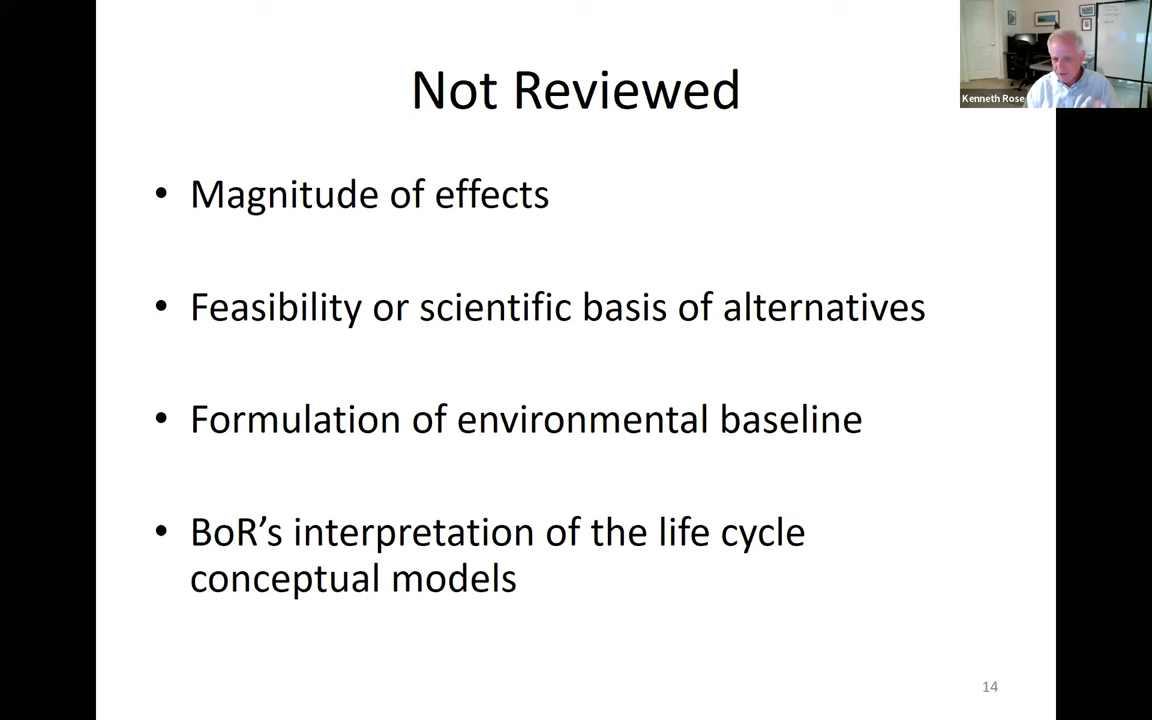 Not Reviewed
Kenneth Rose
• Magnitude of effects
• Feasibility or scientific basis of alternatives
• Formulation of environmental baseline
• BoR’s interpretation of the life cycle
conceptual models
14